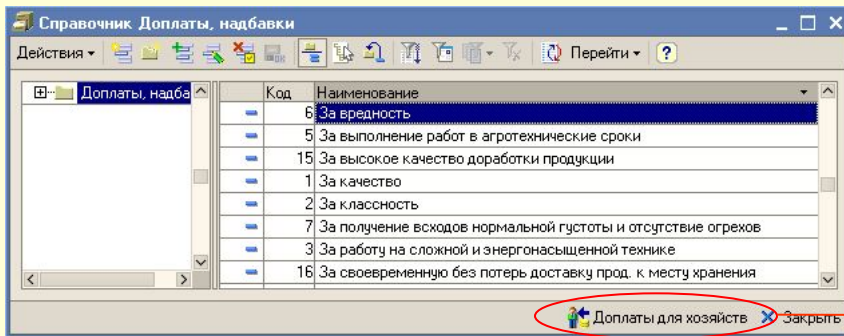 Справочник Доплаты, надбавки
Действия Перейти ?
Доплаты, надба
Код Наименование
6 За вредность
5 За выполнение работ в агротехнические сроки
15 За высокое качество доработки продукции
1 За качество
2 За классность
7 За получение всходов нормальной густоты и отсутствие огрехов
3 За работу на сложной и энергонасыщенной технике
16 За своевременную без потерь доставку прод. к месту хранения
Доплаты для хозяйств Закрыть